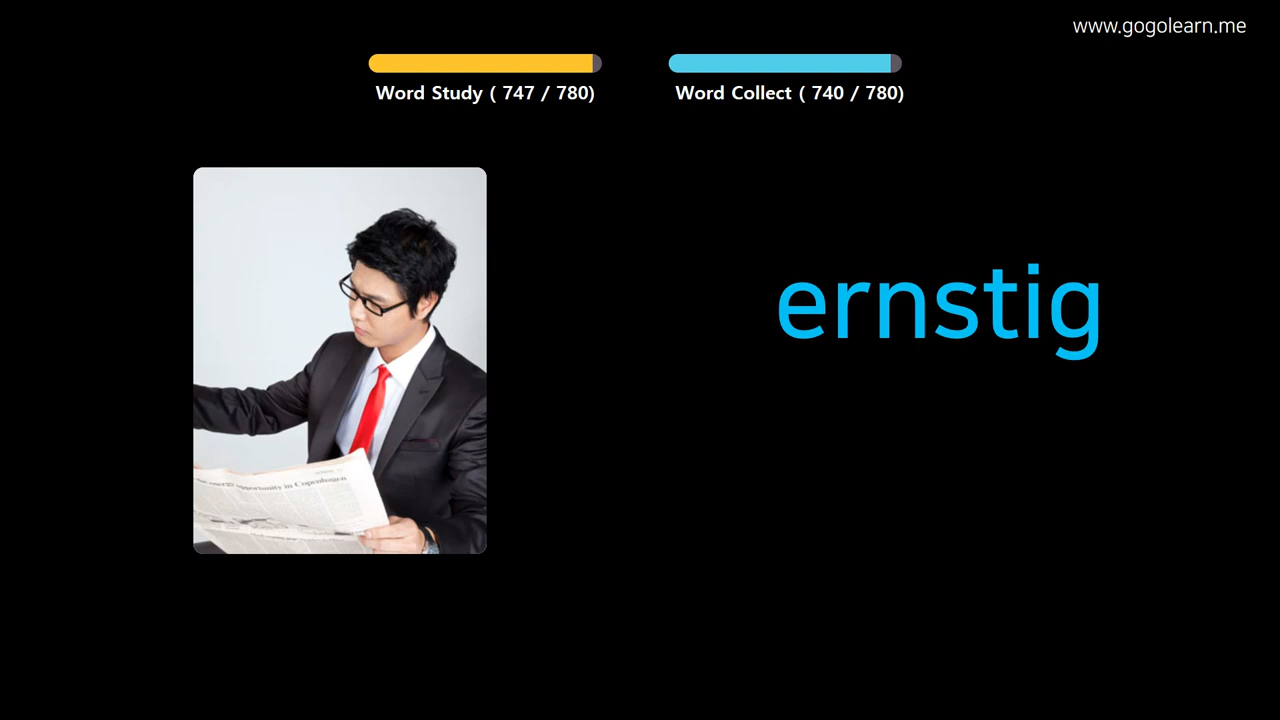 www.gogolearn.me
Word Study ( 747 / 780)
Word Collect ( 740 / 780)
ernstig
opportunity in Copenhagen